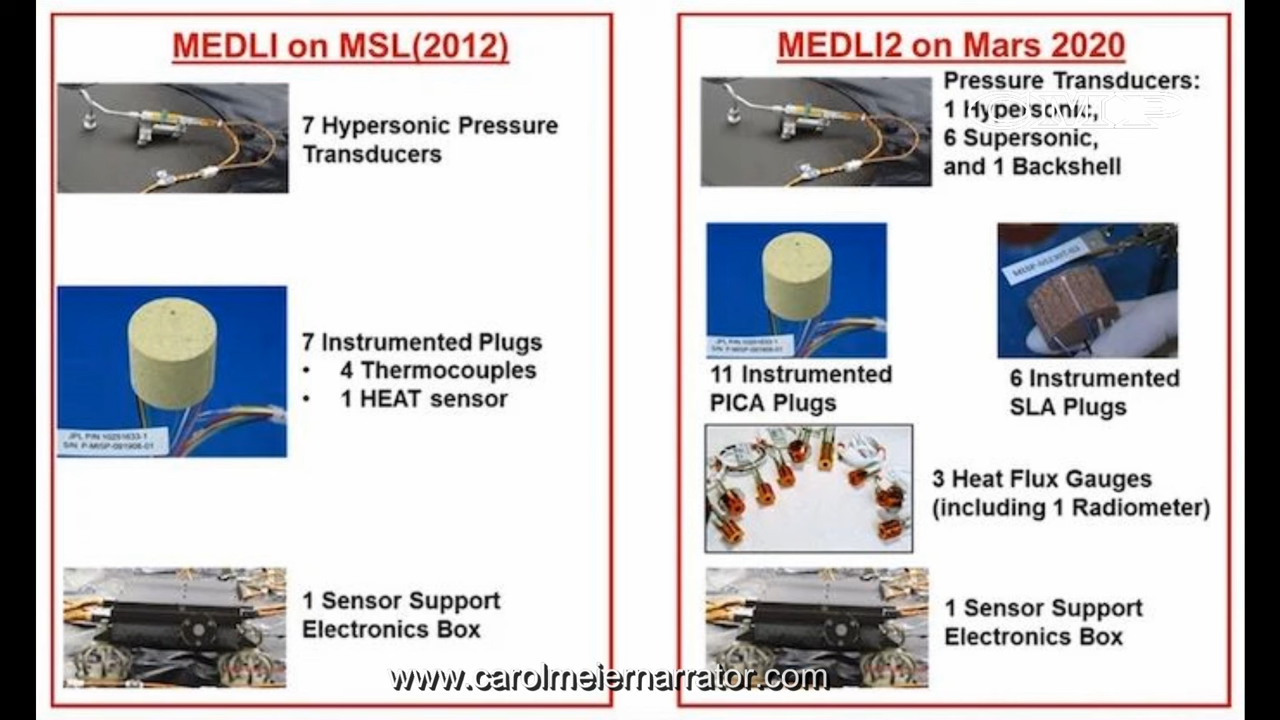 MEDLI on MSL(2012)
7 Hypersonic Pressure
Transducers
7 Instrumented Plugs
• 4 Thermocouples
• 1 HEAT sensor
JPL P/N 10251633-1
1 Sensor Support
Electronics Box
MEDLI2 on Mars 2020
Pressure Transducers:
1 Hypersonic,
6 Supersonic,
and 1 Backshell
11 Instrumented
PICA Plugs
6 Instrumented
SLA Plugs
3 Heat Flux Gauges
(including 1 Radiometer)
1 Sensor Support
Electronics Box
www.carolmeiernarrator.com